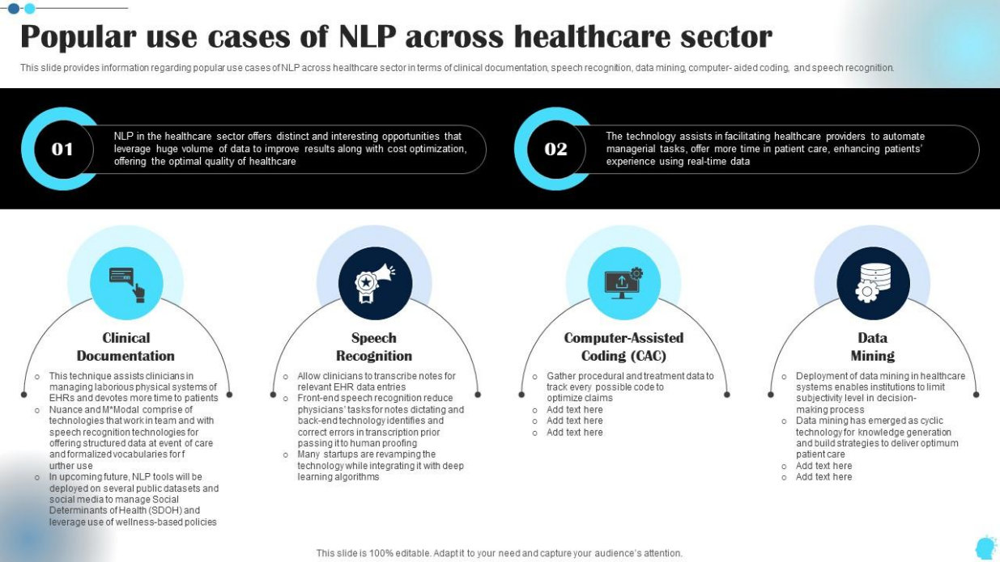 Popular use cases of NLP across healthcare sector
This slide provides information regarding popular use cases of NLP across healthcare sector in terms of clinical documentation, speech recognition, data mining, computer- aided coding, and speech recognition.
01
NLP in the healthcare sector offers distinct and interesting opportunities that
leverage huge volume of data to improve results along with cost optimization,
offering the optimal quality of healthcare
02
The technology assists in facilitating healthcare providers to automate
managerial tasks, offer more time in patient care, enhancing patients'
experience using real-time data
Clinical
Documentation
o This technique assists clinicians in
managing laborious physical systems of
EHRs and devotes more time to patients
o Nuance and M*Modal comprise of
technologies that work in team and with
speech recognition technologies for
offering structured data at event of care
and formalized vocabularies for f
urther use
o In upcoming future, NLP tools will be
deployed on several public datasets and
social media to manage Social
Determinants of Health (SDOH) and
leverage use of wellness-based policies
Speech
Recognition
o Allow clinicians to transcribe notes for
relevant EHR data entries
o Front-end speech recognition reduce
physicians' tasks for notes dictating and
back-end technology identifies and
correct errors in transcription prior
passing it to human proofing
o Many startups are revamping the
technology while integrating it with deep
learning algorithms
Computer-Assisted
Coding (CAC)
o Gather procedural and treatment data to
track every possible code to
optimize claims
o Add text here
o Add text here
o Add text here
Data
Mining
o Deployment of data mining in healthcare
systems enables institutions to limit
subjectivity level in decision-
making process
o Data mining has emerged as cyclic
technology for knowledge generation
and build strategies to deliver optimum
patient care
o Add text here
o Add text here
This slide is 100% editable. Adapt it to your need and capture your audience's attention.